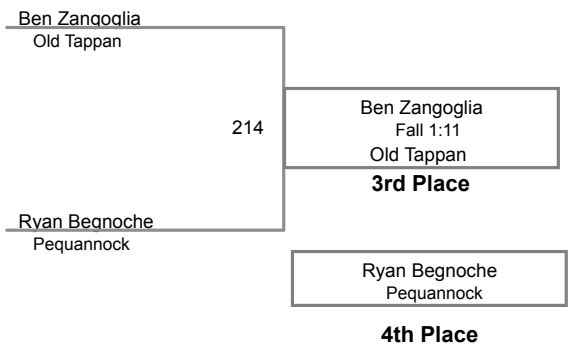 Ben Zangoglia
Old Tappan
214
Ben Zangoglia
Fall 1:11
Old Tappan
3rd Place
Ryan Begnoche
Pequannock
Ryan Begnoche
Pequannock
4th Place